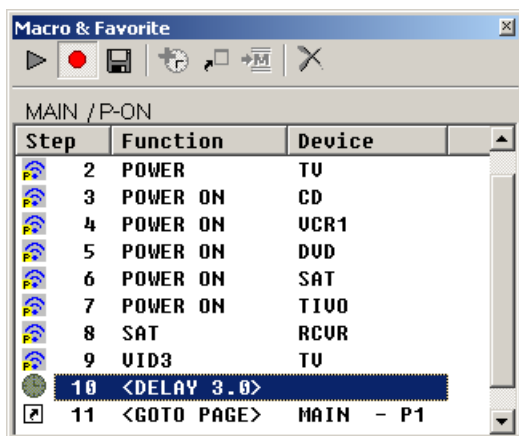 Macro & Favorite
MAIN / P-ON
Step Function Device
2 POWER TV
3 POWER ON CD
4 POWER ON VCR1
5 POWER ON DVD
6 POWER ON SAT
7 POWER ON TIVO
8 SAT RCVR
9 VID3 TV
10 <DELAY 3.0>
11 <GOTO PAGE> MAIN - P1